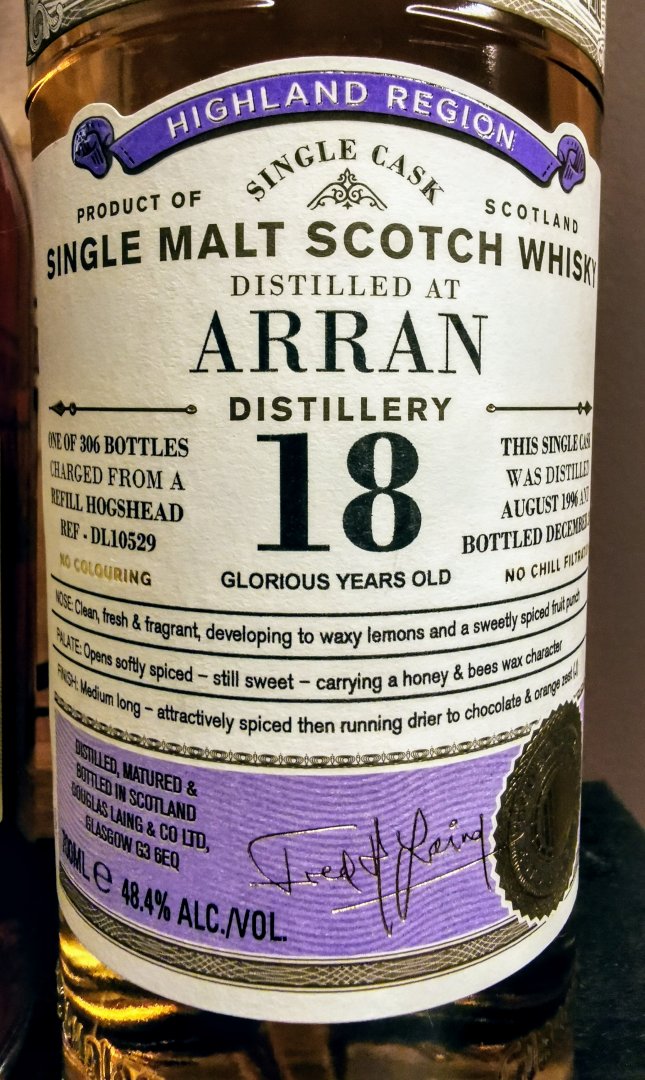 HIGHLAND REGION
SINGLE CASK
PRODUCT OF
SCOTLAND
SINGLE MALT SCOTCH WHISKY
DISTILLED AT
ARRAN
DISTILLERY
ONE OF 306 BOTTLES
CHARGED FROM A
REFILL HOGSHEAD
REF - DL10529
NO COLOURING
18
GLORIOUS YEARS OLD
THIS SINGLE CAS
WAS DISTILLED
AUGUST 1996 AN
BOTTLED DECEMBER
NO CHILL FILTRAT
NOSE: Clean, fresh & fragrant, developing to waxy lemons and a sweetly spiced fruit punch
PALATE: Opens softly spiced – still sweet – carrying a honey & bees wax character
FINISH: Medium long – attractively spiced then running drier to chocolate & orange zest
DISTILLED, MATURED &
BOTTLED IN SCOTLAND
DOUGLAS LAING & CO LTD,
GLASGOW G3 6EQ
700ML e 48.4% ALC./VOL.
Fred H Laing